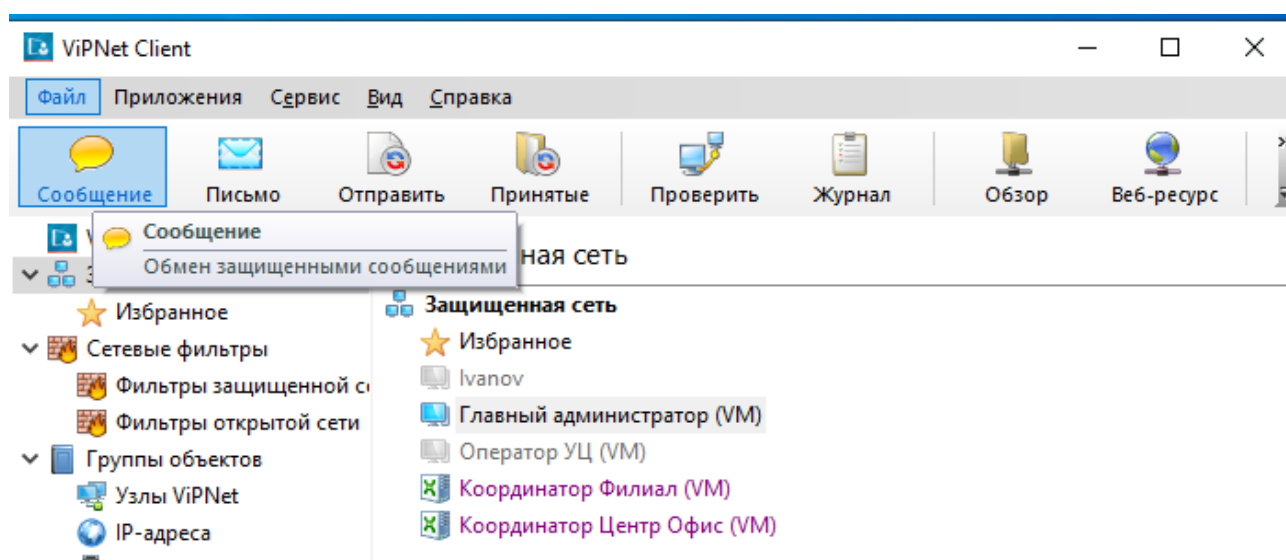 ViPNet Client
Файл Приложения Сервис Вид Справка
Сообщение Письмо Отправить Принятые Проверить Журнал Обзор Веб-ресурс
Сообщение
Обмен защищенными сообщениями
ная сеть
Избранное
Сетевые фильтры
Фильтры защищенной
Фильтры открытой сети
Группы объектов
Узлы ViPNet
IP-адреса
Защищенная сеть
Избранное
Ivanov
Главный администратор (VM)
Оператор УЦ (VM)
Координатор Филиал (VM)
Координатор Центр Офис (VM)